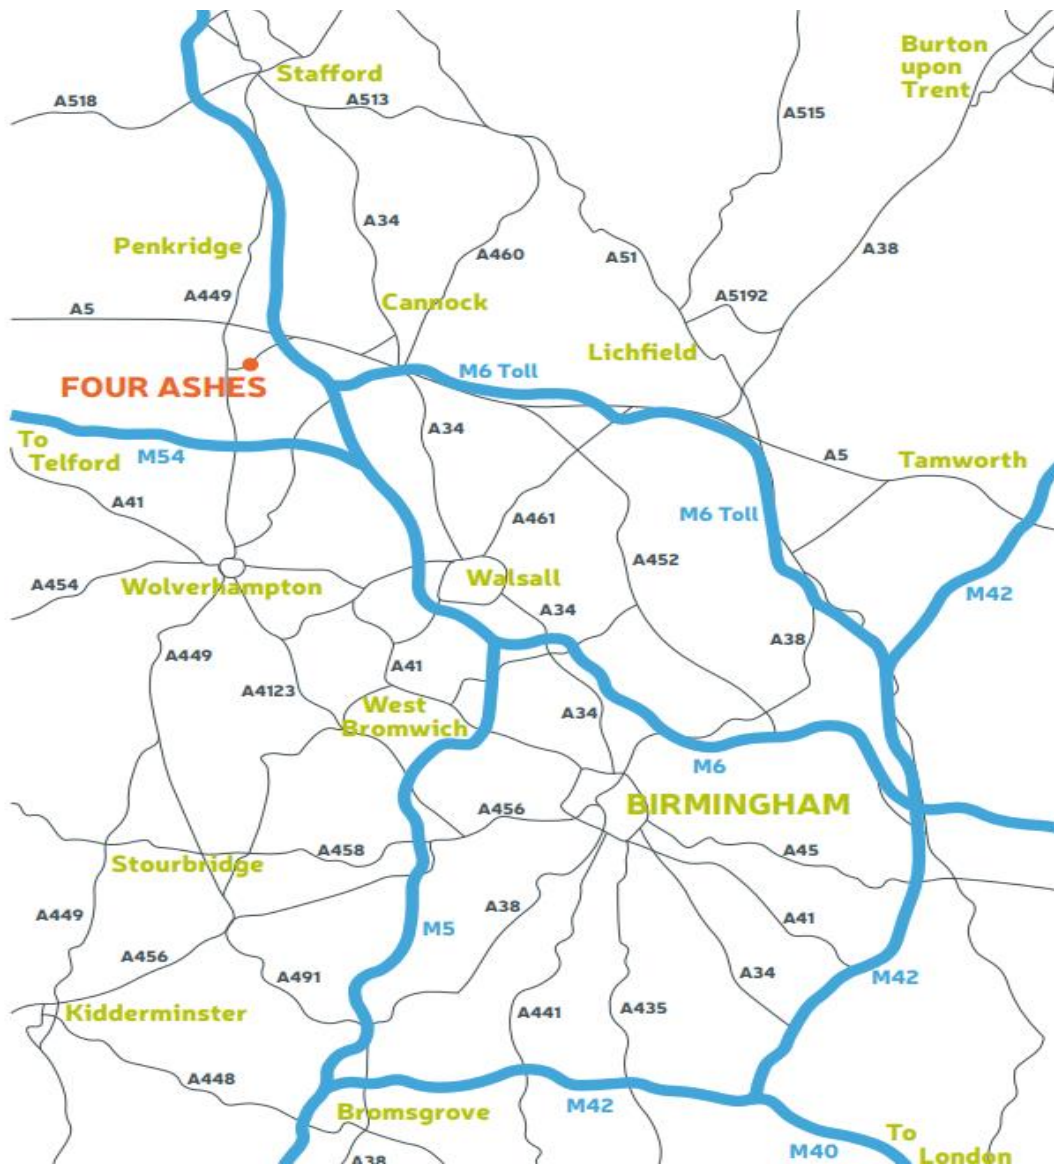 Burton
upon
Trent
Stafford
A518
A513
A515
A34
Penkridge
A460
A51
A38
A449
A5
Cannock
A5192
Lichfield
FOUR ASHES
M6 Toll
To
Telford
M54
A34
A5
Tamworth
A41
A461
M6 Toll
A452
A454
Wolverhampton
Walsall
M42
A34
A38
A449
A41
A4123
West
Bromwich
A34
M6
BIRMINGHAM
A456
A458
A45
Stourbridge
A449
A38
A41
M5
A456
A491
A34
M42
Kidderminster
A441
A435
A448
Bromsgrove
M42
To
London
M40
A38